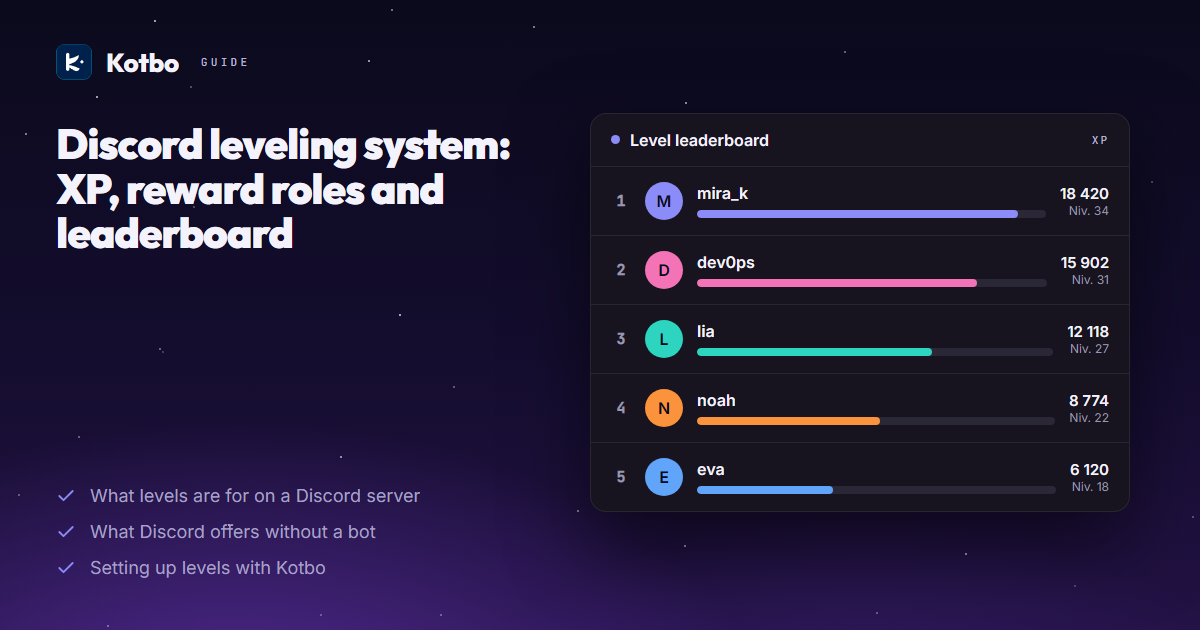 Kotbo GUIDE
Discord leveling system:
XP, reward roles and
leaderboard
What levels are for on a Discord server
What Discord offers without a bot
Setting up levels with Kotbo
Level leaderboard XP
1 M mira_k 18 420
Niv. 34
2 D dev0ps 15 902
Niv. 31
3 L lia 12 118
Niv. 27
4 N noah 8 774
Niv. 22
5 E eva 6 120
Niv. 18